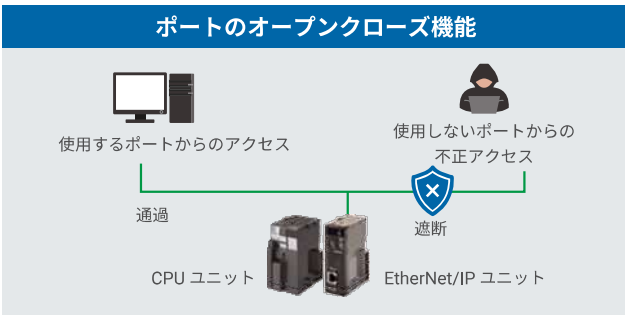 ポートのオープンクローズ機能
使用するポートからのアクセス
使用しないポートからの
不正アクセス
通過
遮断
CPU ユニット
EtherNet/IP ユニット